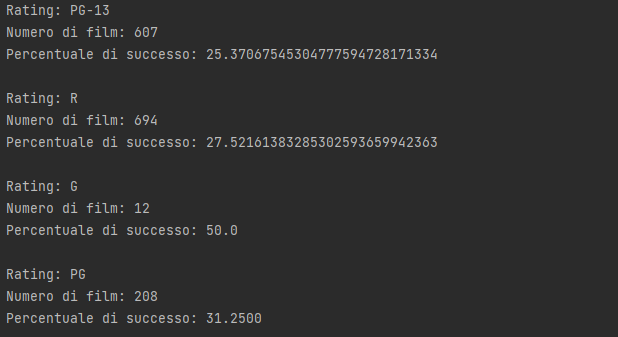 Rating: PG-13
Numero di film: 607
Percentuale di successo: 25.37067545304777594728171334

Rating: R
Numero di film: 694
Percentuale di successo: 27.52161383285302593659942363

Rating: G
Numero di film: 12
Percentuale di successo: 50.0

Rating: PG
Numero di film: 208
Percentuale di successo: 31.2500